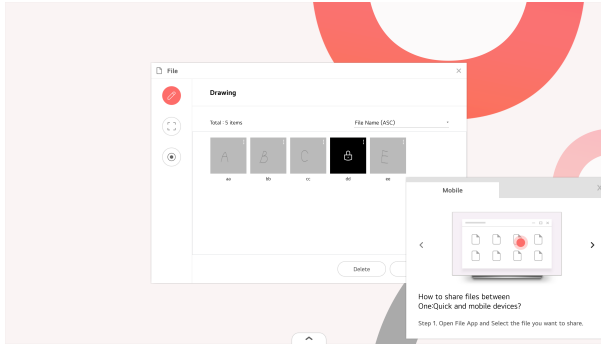 File
Drawing
Total : 5 items
File Name (ASC)
A
B
C
E
aa
bb
cc
dd
ee
Delete
Mobile
How to share files between
One:Quick and mobile devices?
Step 1. Open File App and Select the file you want to share.